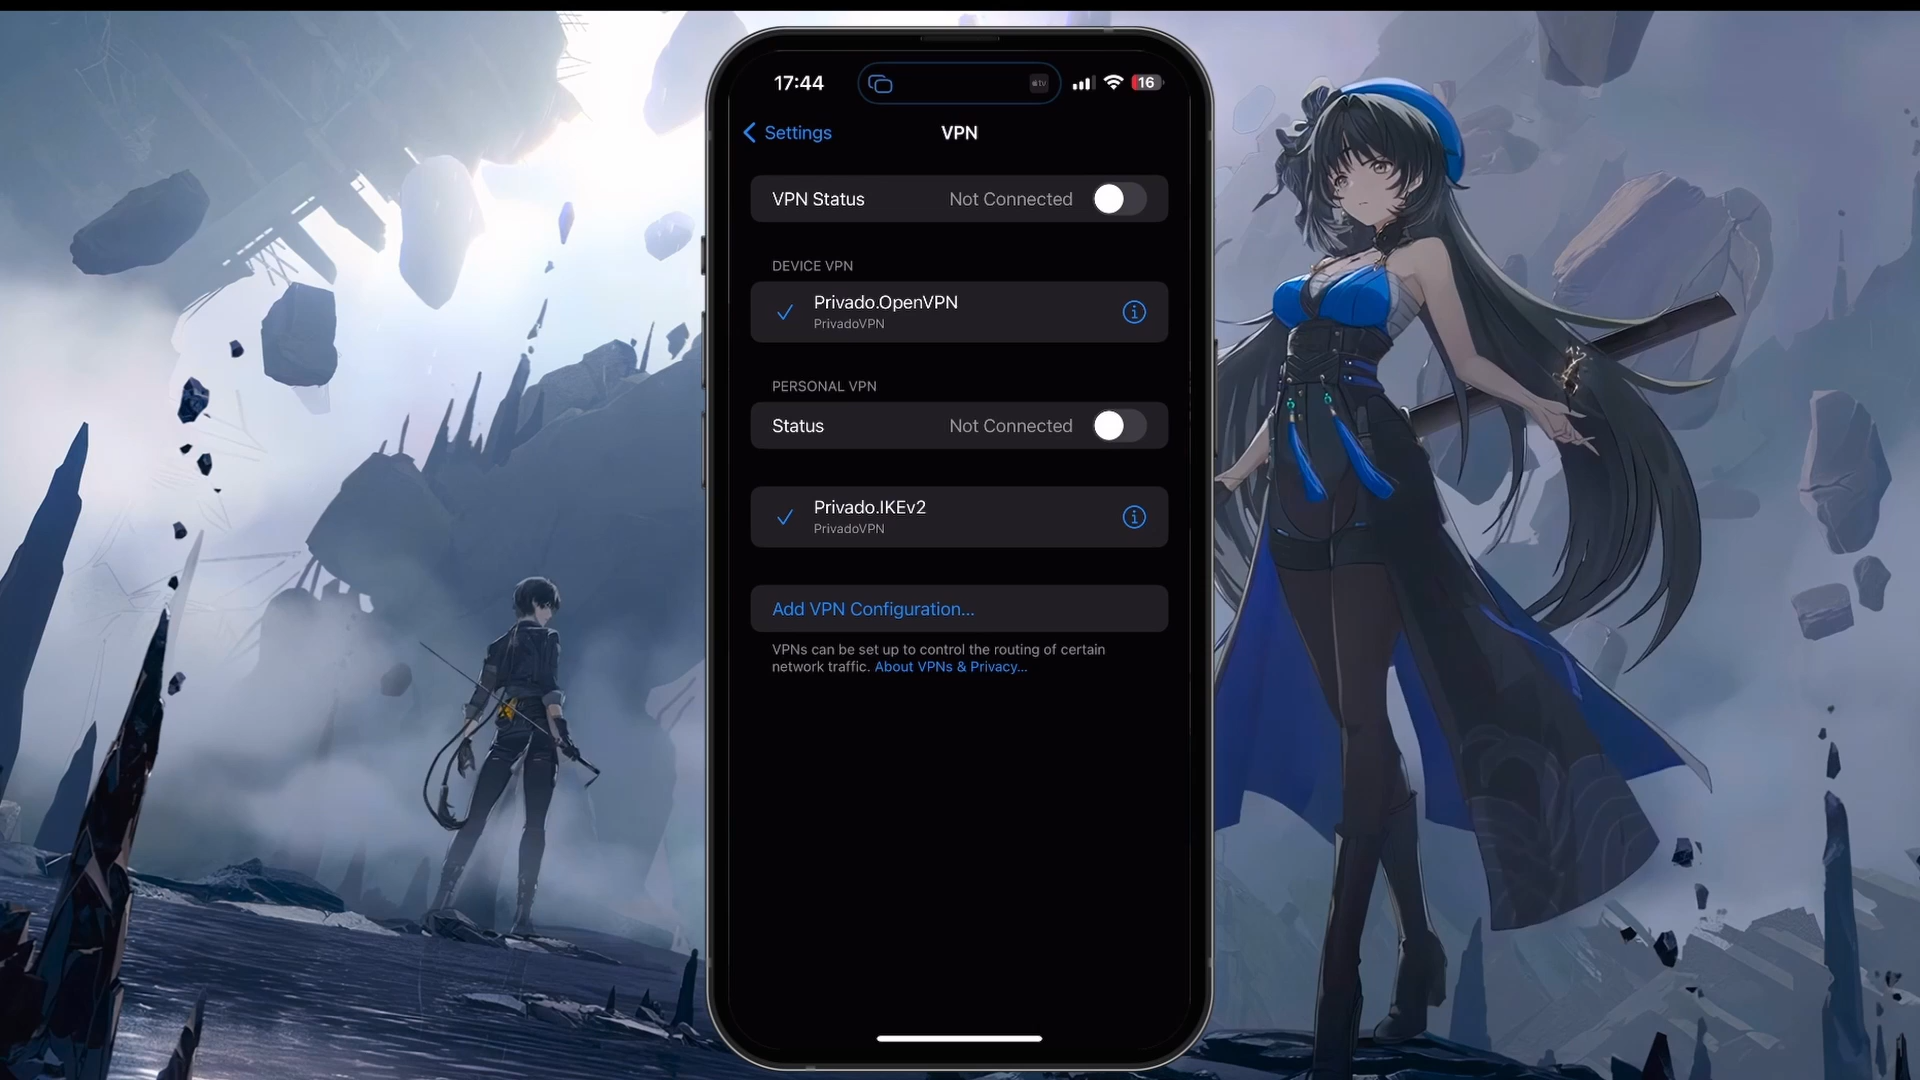 17:44
tv
16
Settings
VPN
VPN Status Not Connected
DEVICE VPN
Privado.OpenVPN
PrivadoVPN
PERSONAL VPN
Status Not Connected
Privado.IKEv2
PrivadoVPN
Add VPN Configuration...
VPNs can be set up to control the routing of certain
network traffic. About VPNs & Privacy...